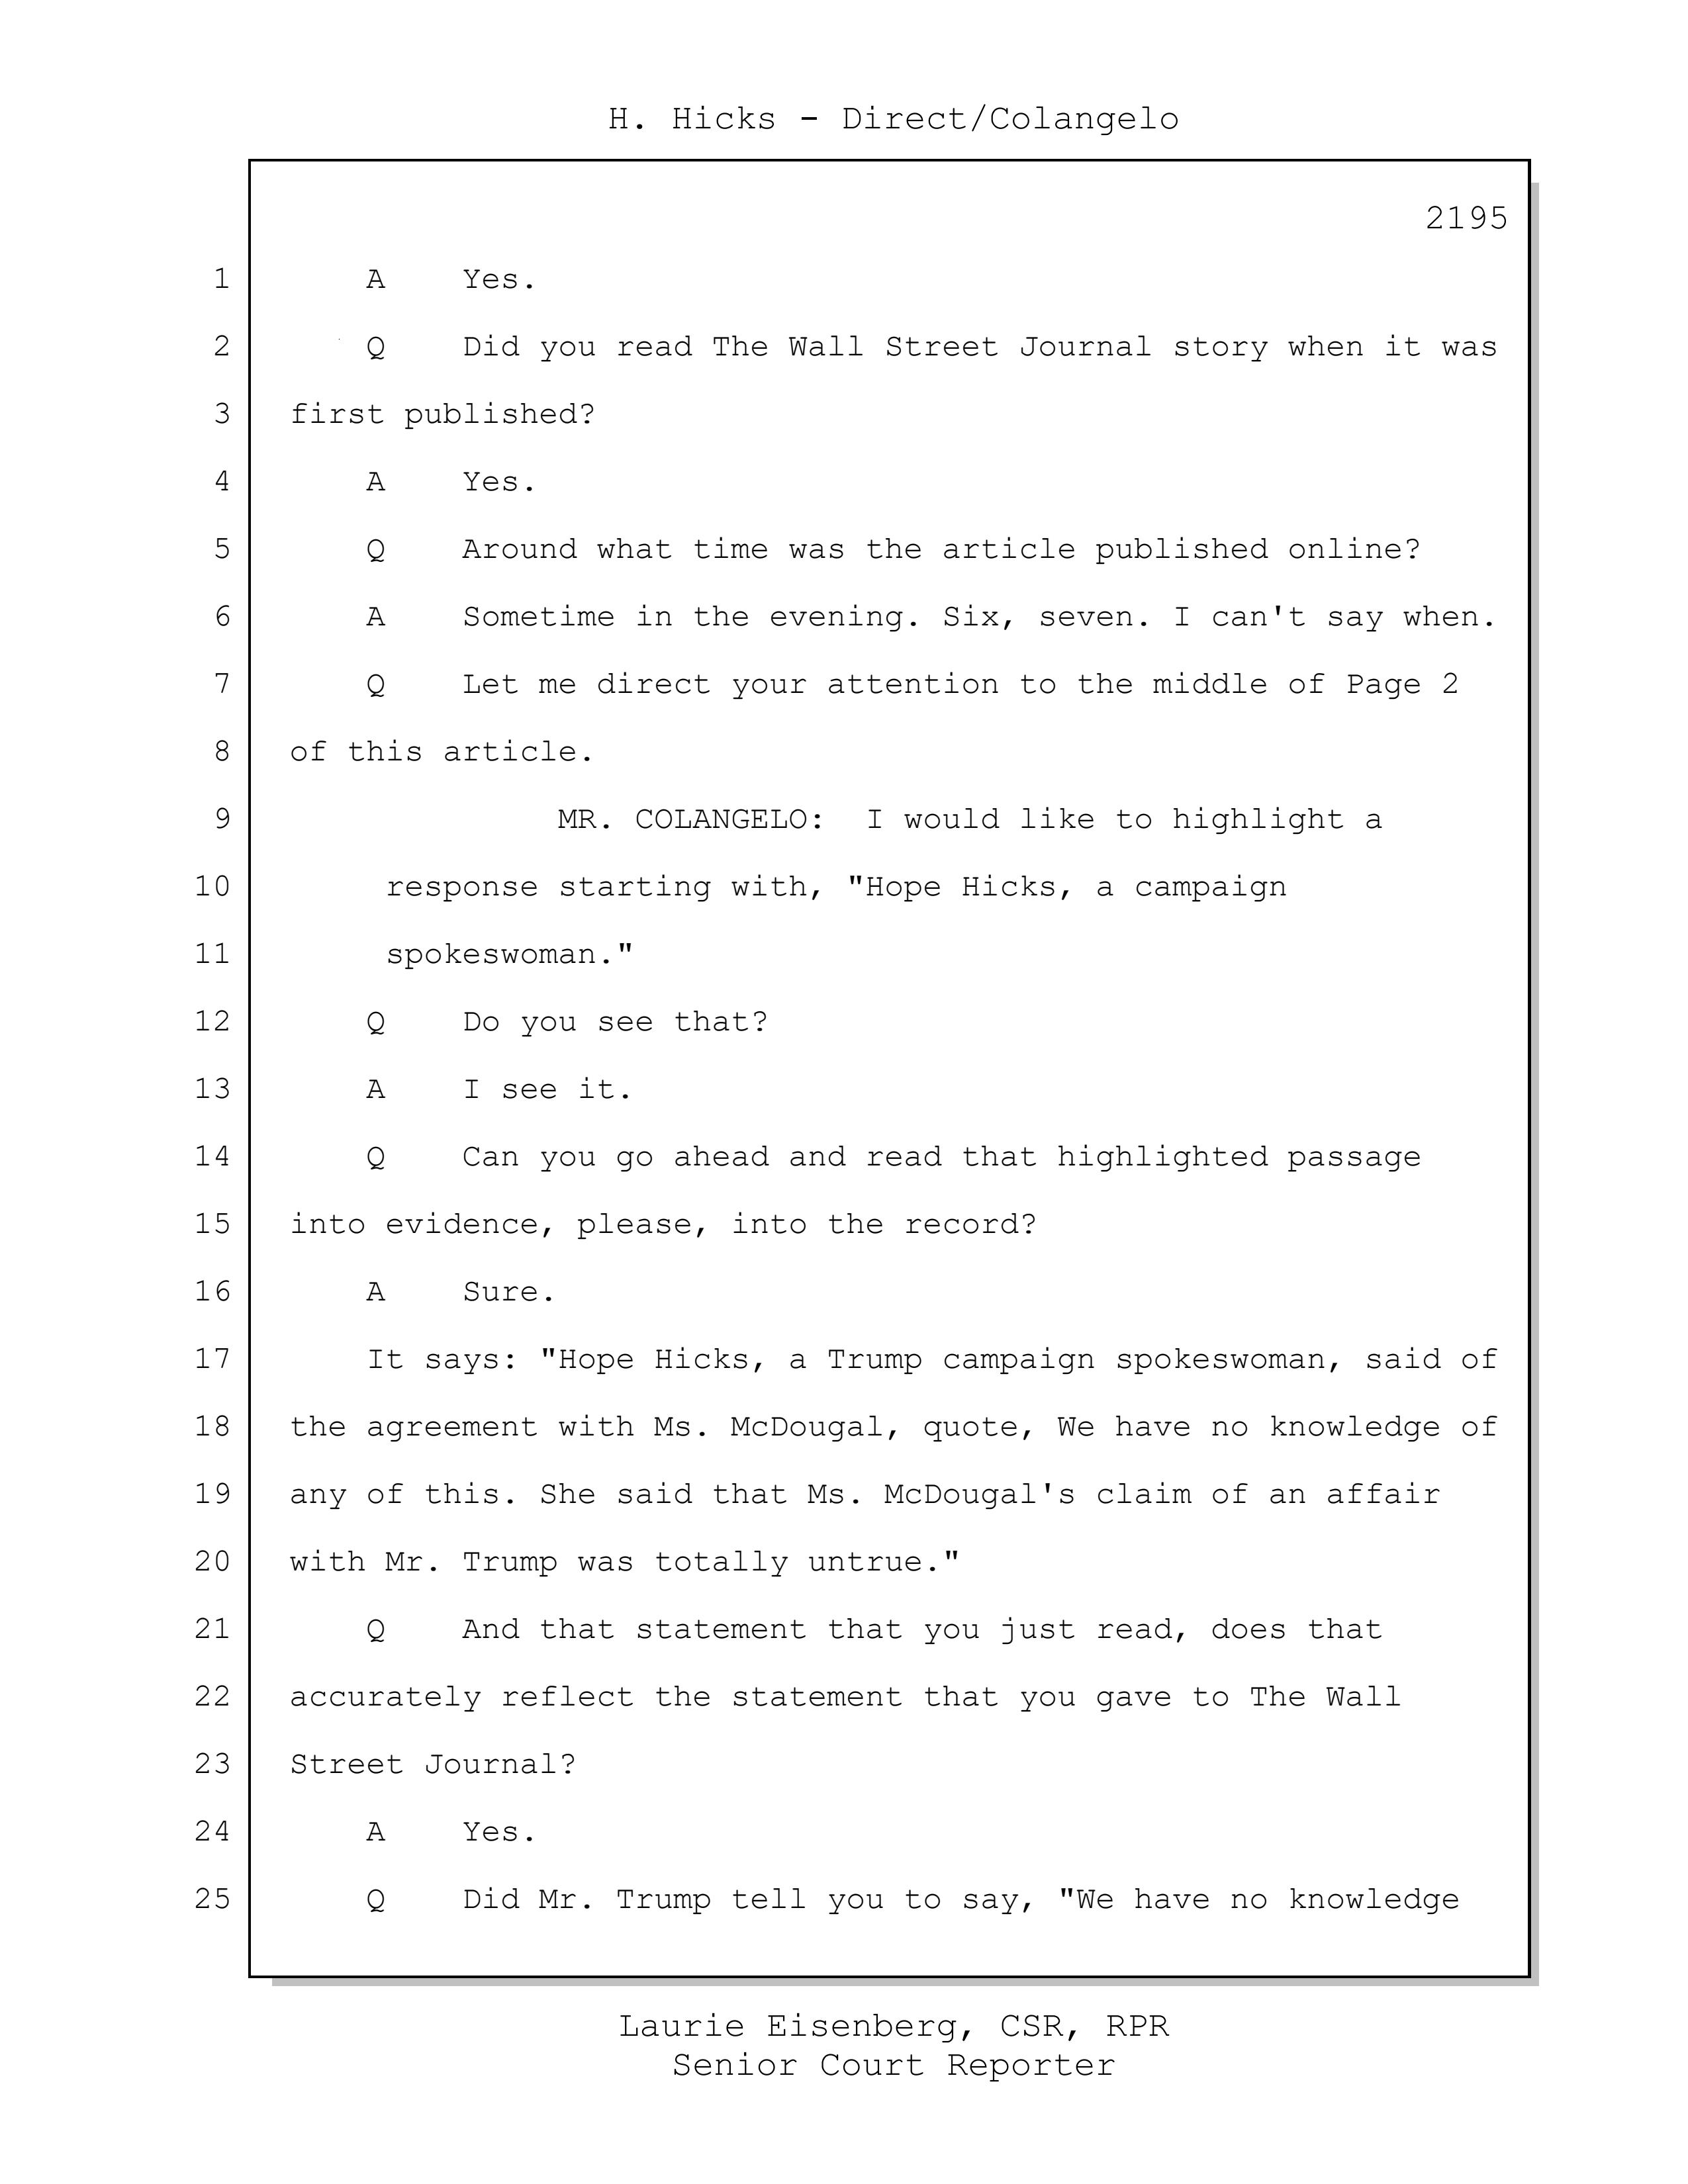 H. Hicks - Direct/Colangelo
2195
1 A Yes.
2 Q Did you read The Wall Street Journal story when it was
3 first published?
4 A Yes.
5 Q Around what time was the article published online?
6 A Sometime in the evening. Six, seven. I can't say when.
7 Q Let me direct your attention to the middle of Page 2
8 of this article.
9 MR. COLANGELO: I would like to highlight a
10 response starting with, "Hope Hicks, a campaign
11 spokeswoman."
12 Q Do you see that?
13 A I see it.
14 Q Can you go ahead and read that highlighted passage
15 into evidence, please, into the record?
16 A Sure.
17 It says: "Hope Hicks, a Trump campaign spokeswoman, said of
18 the agreement with Ms. McDougal, quote, We have no knowledge of
19 any of this. She said that Ms. McDougal's claim of an affair
20 with Mr. Trump was totally untrue."
21 Q And that statement that you just read, does that
22 accurately reflect the statement that you gave to The Wall
23 Street Journal?
24 A Yes.
25 Q Did Mr. Trump tell you to say, "We have no knowledge
Laurie Eisenberg, CSR, RPR
Senior Court Reporter